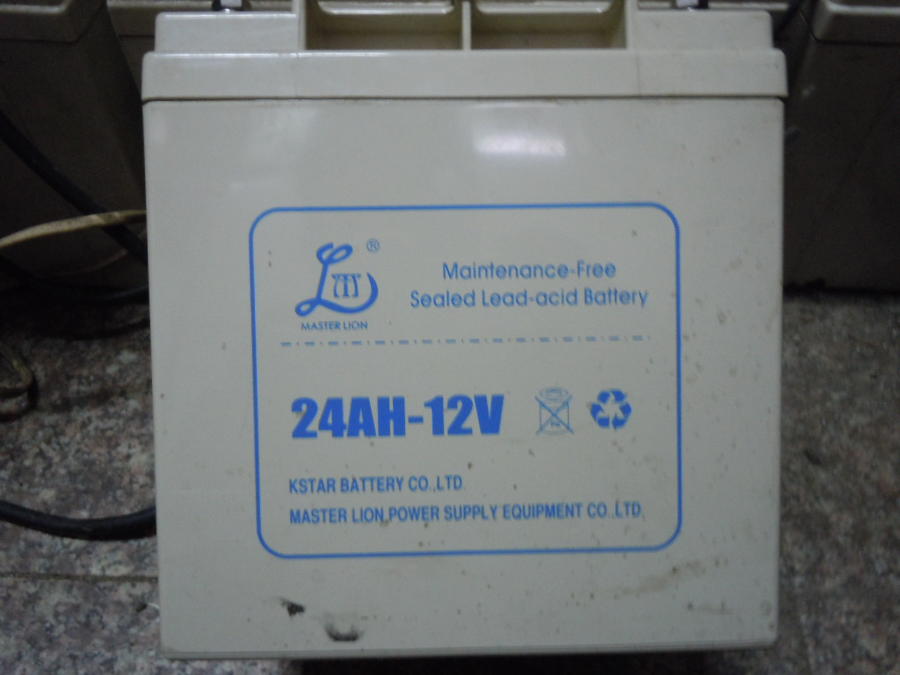 ®
MASTER LION
Maintenance-Free
Sealed Lead-acid Battery
24AH-12V
KSTAR BATTERY CO.,LTD.
MASTER LION POWER SUPPLY EQUIPMENT CO.,LTD.